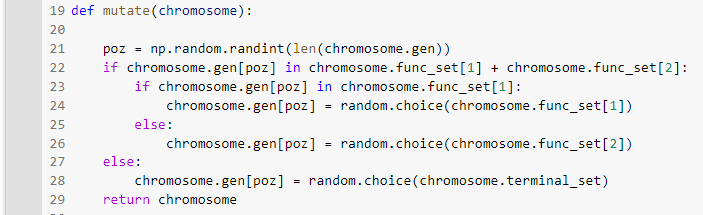 19 def mutate(chromosome):
20
21     poz = np.random.randint(len(chromosome.gen))
22     if chromosome.gen[poz] in chromosome.func_set[1] + chromosome.func_set[2]:
23         if chromosome.gen[poz] in chromosome.func_set[1]:
24             chromosome.gen[poz] = random.choice(chromosome.func_set[1])
25         else:
26             chromosome.gen[poz] = random.choice(chromosome.func_set[2])
27     else:
28         chromosome.gen[poz] = random.choice(chromosome.terminal_set)
29     return chromosome